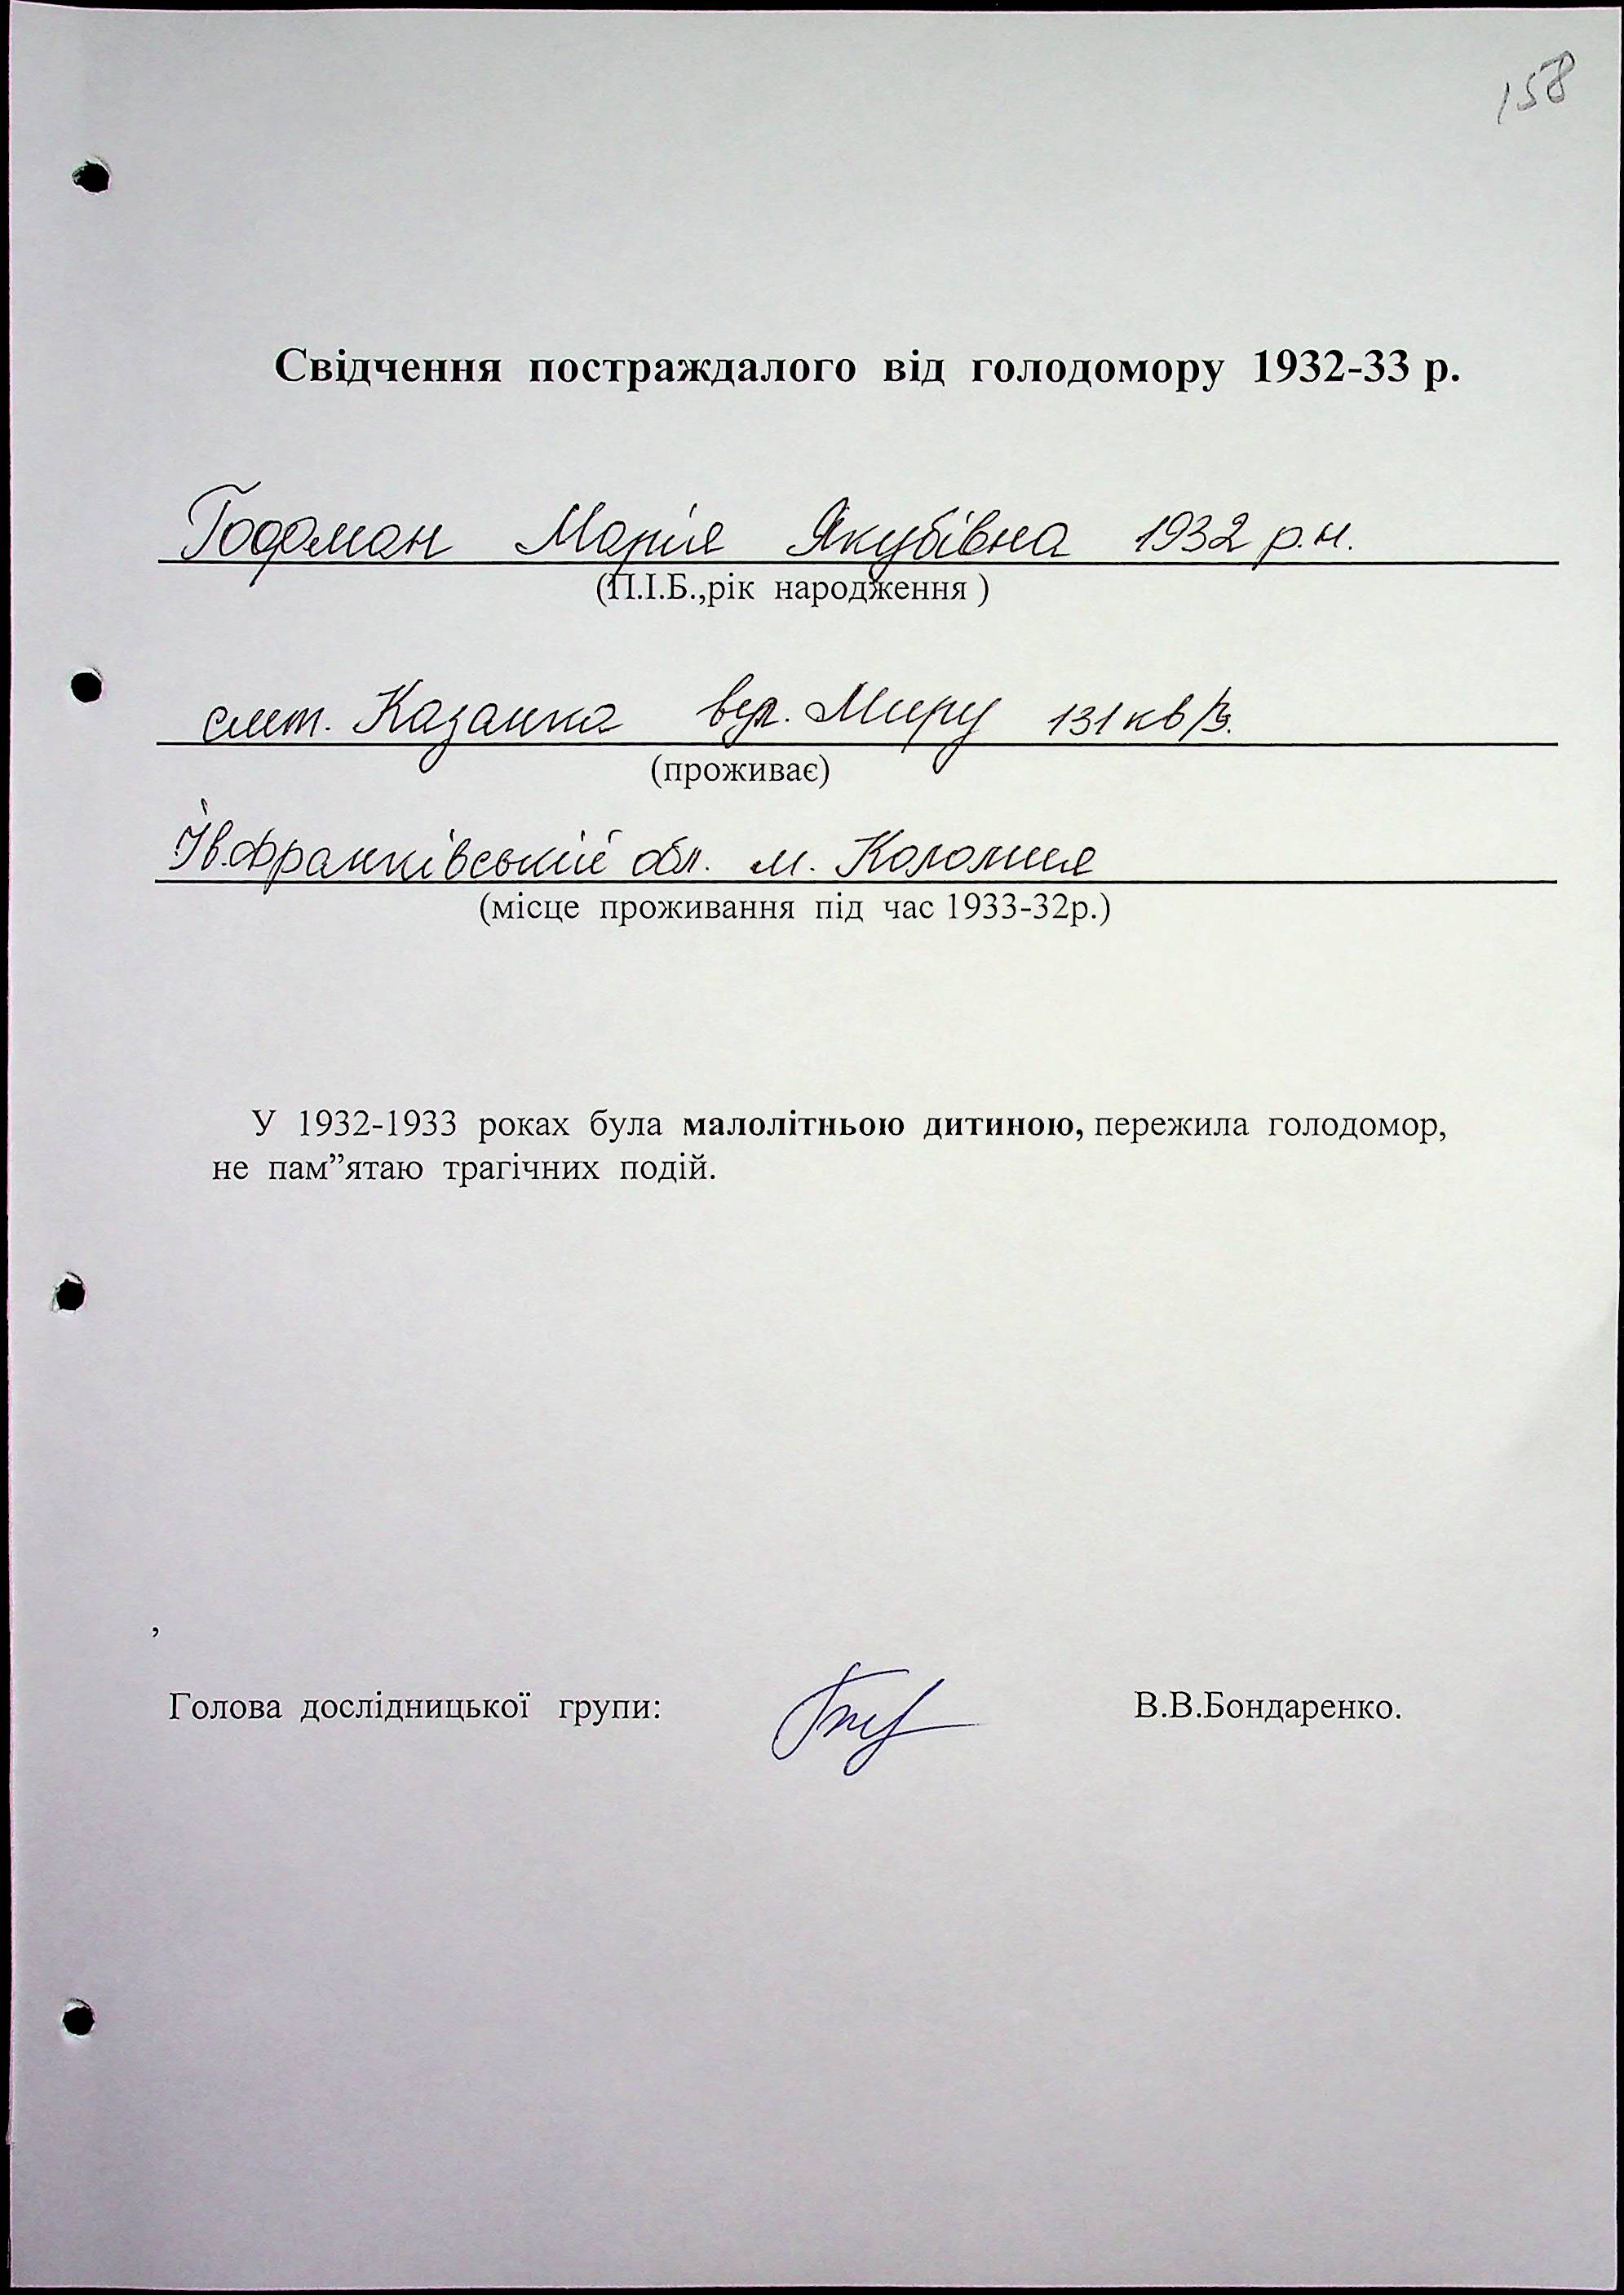 158
Свідчення постраждалого від голодомору 1932-33 р.
Марія Якубівна 1932 р.н.
(П.І.Б.,рік народження )
смт. Казанка вул. Миру 131 кв/3.
(проживає)
Ів.Франківській обл. м. Коломия
(місце проживання під час 1933-32р.)
У 1932-1933 роках була малолітньою дитиною, пережила голодомор,
не пам”ятаю трагічних подій.
,
Голова дослідницької групи: В.В.Бондаренко.